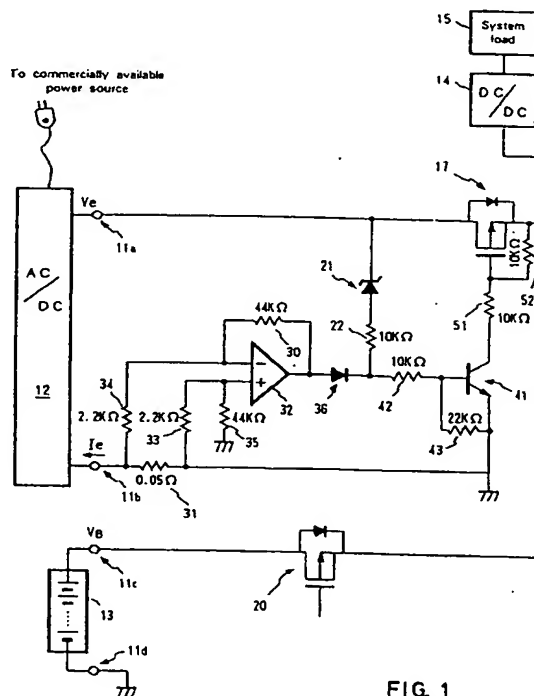 15
System
load
To commercially available
power source
14
DC/DC
17
Ve
11a
21
10KΩ
52
AC/DC
44KΩ
30
10KΩ
22
51
10KΩ
12
34
2.2KΩ
2.2KΩ
33
−
+
32
44KΩ
35
36
10KΩ
42
41
22KΩ
43
Ie
11b
0.05Ω
31
VB
11c
13
20
11d
FIG. 1